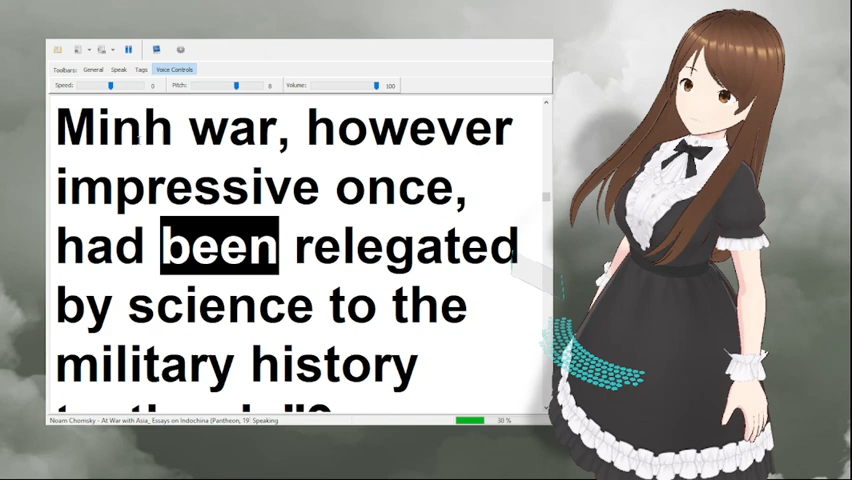 Toolbars: General Speak Tags Voice Controls
Speed: 0 Pitch: 8 Volume: 100
Minh war, however
impressive once,
had been relegated
by science to the
military history
Noam Chomsky - At War with Asia_ Essays on Indochina (Pantheon, 19 Speaking 30 %